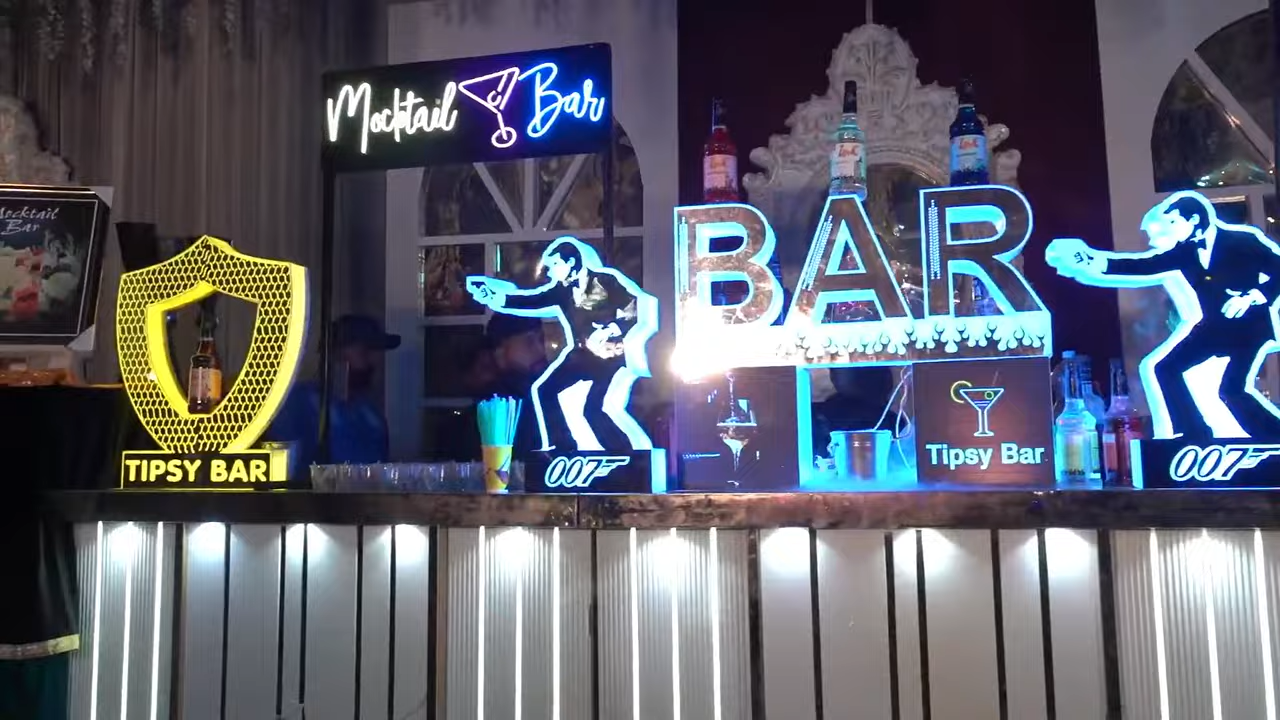 Mocktail Bar
Mocktail
Bar
BAR
TIPSY BAR
007
Tipsy Bar
007